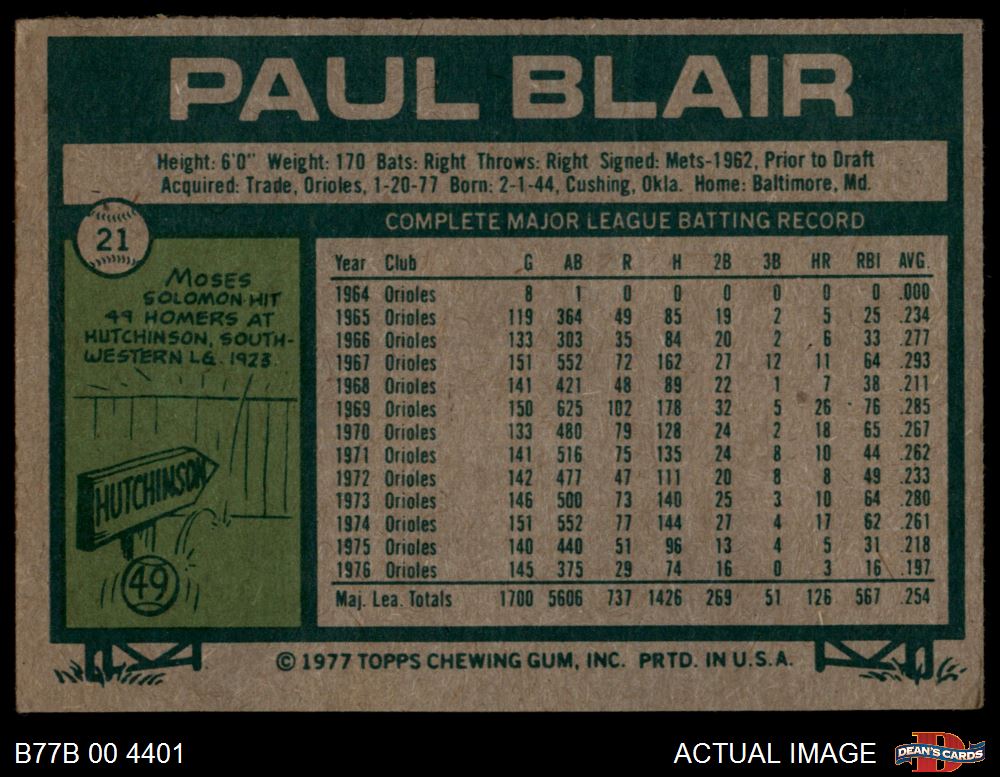 PAUL BLAIR
Height: 6'0" Weight: 170 Bats: Right Throws: Right Signed: Mets-1962, Prior to Draft
Acquired: Trade, Orioles, 1-20-77 Born: 2-1-44, Cushing, Okla. Home: Baltimore, Md.
21
MOSES
SOLOMON HIT
49 HOMERS AT
HUTCHINSON, SOUTH-
WESTERN LG. 1923.
HUTCHINSON
49
COMPLETE MAJOR LEAGUE BATTING RECORD
Year Club G AB R H 2B 3B HR RBI AVG.
1964 Orioles 8 1 0 0 0 0 0 0 .000
1965 Orioles 119 364 49 85 19 2 5 25 .234
1966 Orioles 133 303 35 84 20 2 6 33 .277
1967 Orioles 151 552 72 162 27 12 11 64 .293
1968 Orioles 141 421 48 89 22 1 7 38 .211
1969 Orioles 150 625 102 178 32 5 26 76 .285
1970 Orioles 133 480 79 128 24 2 18 65 .267
1971 Orioles 141 516 75 135 24 8 10 44 .262
1972 Orioles 142 477 47 111 20 8 8 49 .233
1973 Orioles 146 500 73 140 25 3 10 64 .280
1974 Orioles 151 552 77 144 27 4 17 62 .261
1975 Orioles 140 440 51 96 13 4 5 31 .218
1976 Orioles 145 375 29 74 16 0 3 16 .197
Maj. Lea. Totals 1700 5606 737 1426 269 51 126 567 .254
© 1977 TOPPS CHEWING GUM, INC. PRTD. IN U.S.A.
B77B 00 4401
ACTUAL IMAGE
D
DEAN'S CARDS